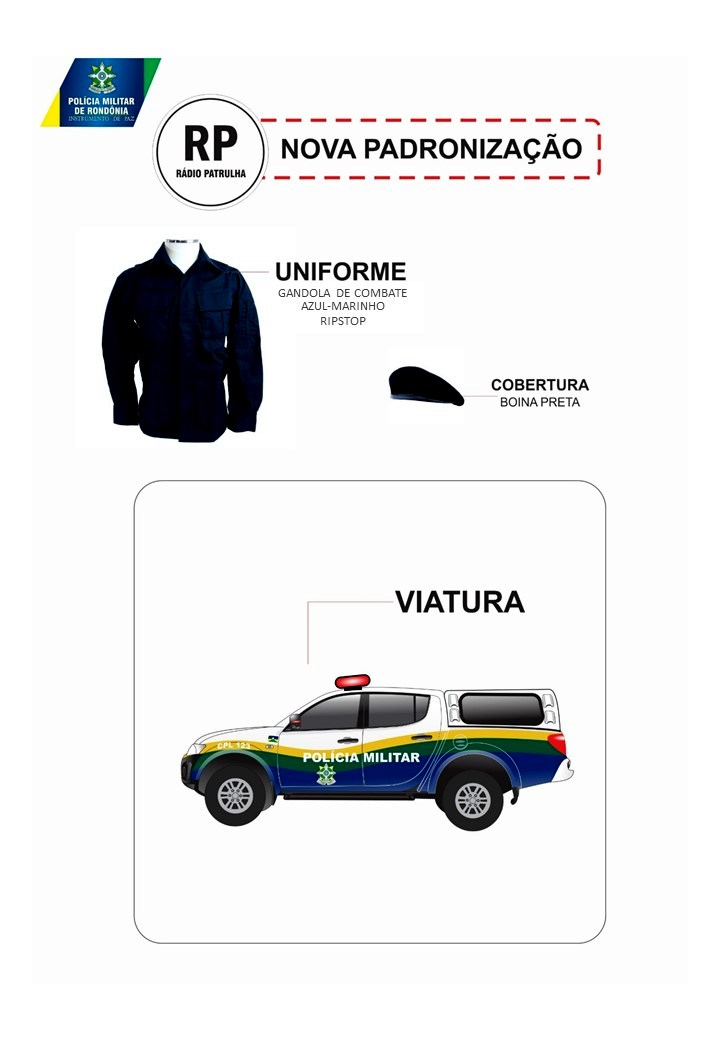 POLÍCIA MILITAR
DE RONDÔNIA
INSTRUMENTO DE PAZ
RP
RÁDIO PATRULHA
NOVA PADRONIZAÇÃO
UNIFORME
GANDOLA DE COMBATE
AZUL-MARINHO
RIPSTOP
COBERTURA
BOINA PRETA
VIATURA
CPL 123
POLÍCIA MILITAR